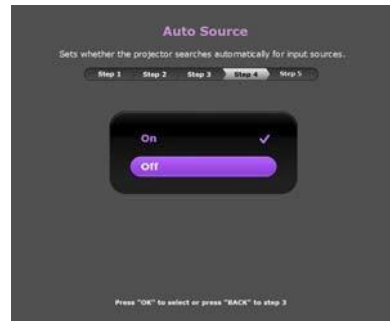 Auto Source
Sets whether the projector searches automatically for input sources.
Step 1 Step 2 Step 3 Step 4 Step 5
On
Off
Press "OK" to select or press "BACK" to step 3